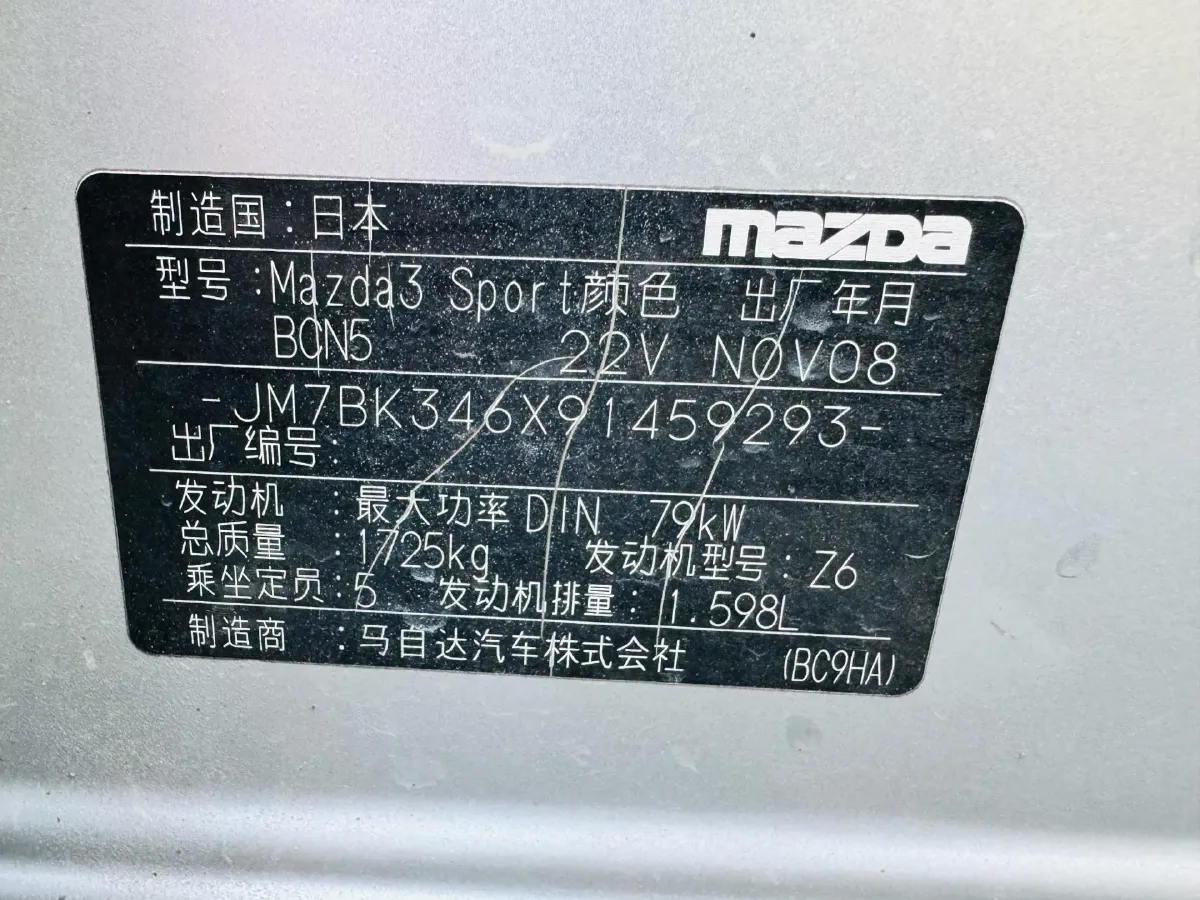 制造国:日本 mazda
型号:Mazda3 Sport颜色 出厂年月
BCN5 22V NOV08
-JM7BK346X91459293-
出厂编号:
发动机 :最大功率DIN 79kW
总质量 :1725kg 发动机型号:Z6
乘坐定员:5 发动机排量:1.598L
制造商 :马自达汽车株式会社 (BC9HA)